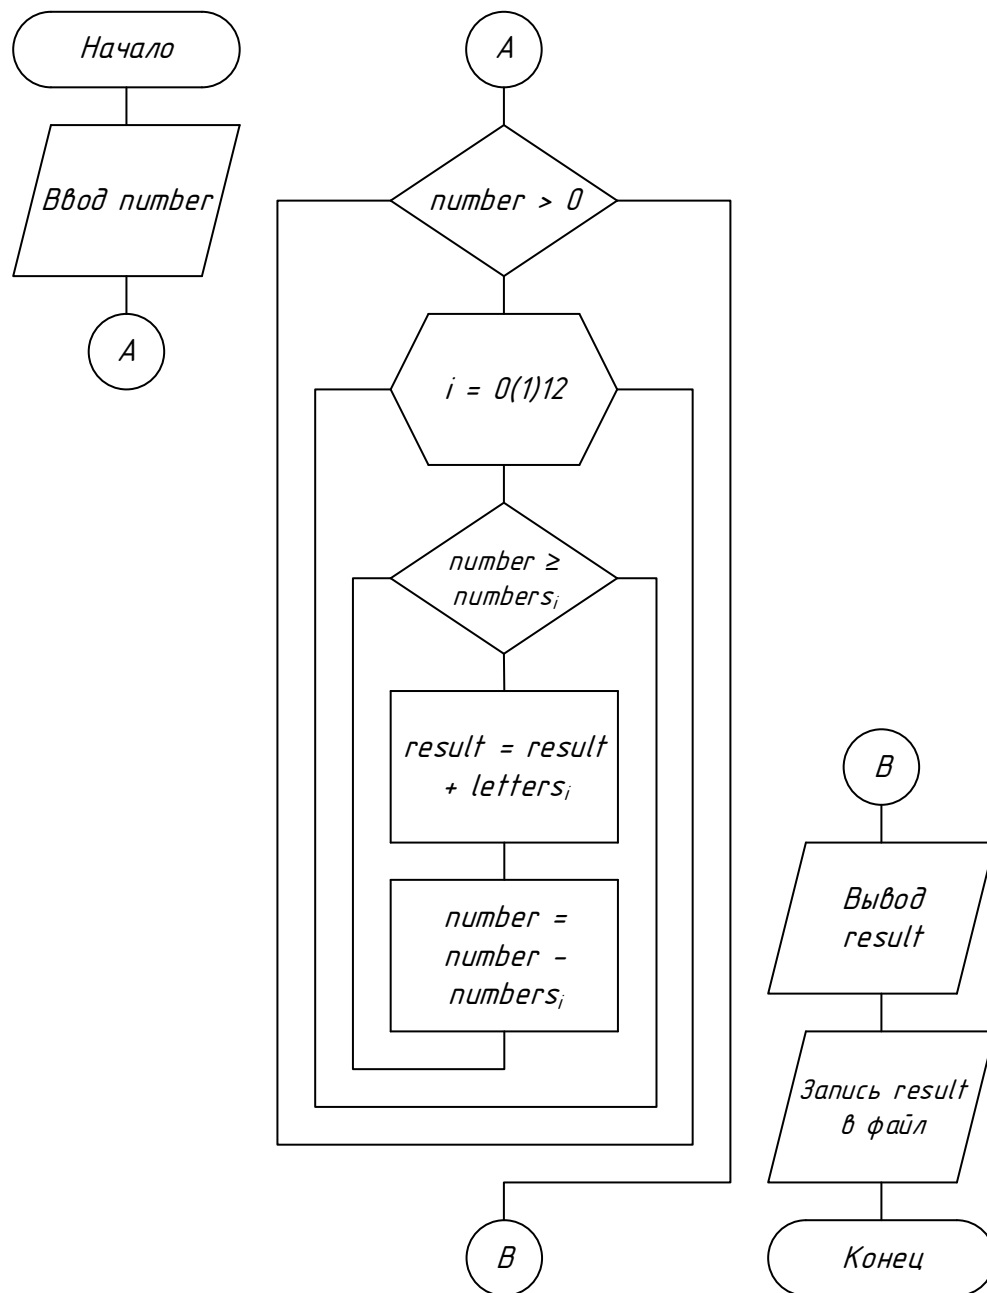 Начало
Ввод number
A
A
number > 0
i = 0(1)12
number ≥
numbersᵢ
result = result
+ lettersᵢ
number =
number -
numbersᵢ
B
B
Вывод
result
Запись result
в файл
Конец